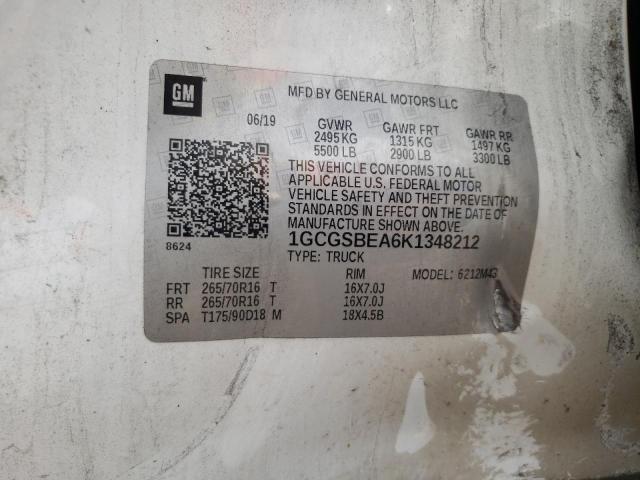 GM
MFD BY GENERAL MOTORS LLC
06/19 GVWR GAWR FRT GAWR RR
2495 KG 1315 KG 1497 KG
5500 LB 2900 LB 3300 LB
THIS VEHICLE CONFORMS TO ALL
APPLICABLE U.S. FEDERAL MOTOR
VEHICLE SAFETY AND THEFT PREVENTION
STANDARDS IN EFFECT ON THE DATE OF
MANUFACTURE SHOWN ABOVE.
8624 1GCGSBEA6K1348212
TYPE: TRUCK
TIRE SIZE RIM MODEL: 6212M43
FRT 265/70R16 T 16X7.0J
RR 265/70R16 T 16X7.0J
SPA T175/90D18 M 18X4.5B